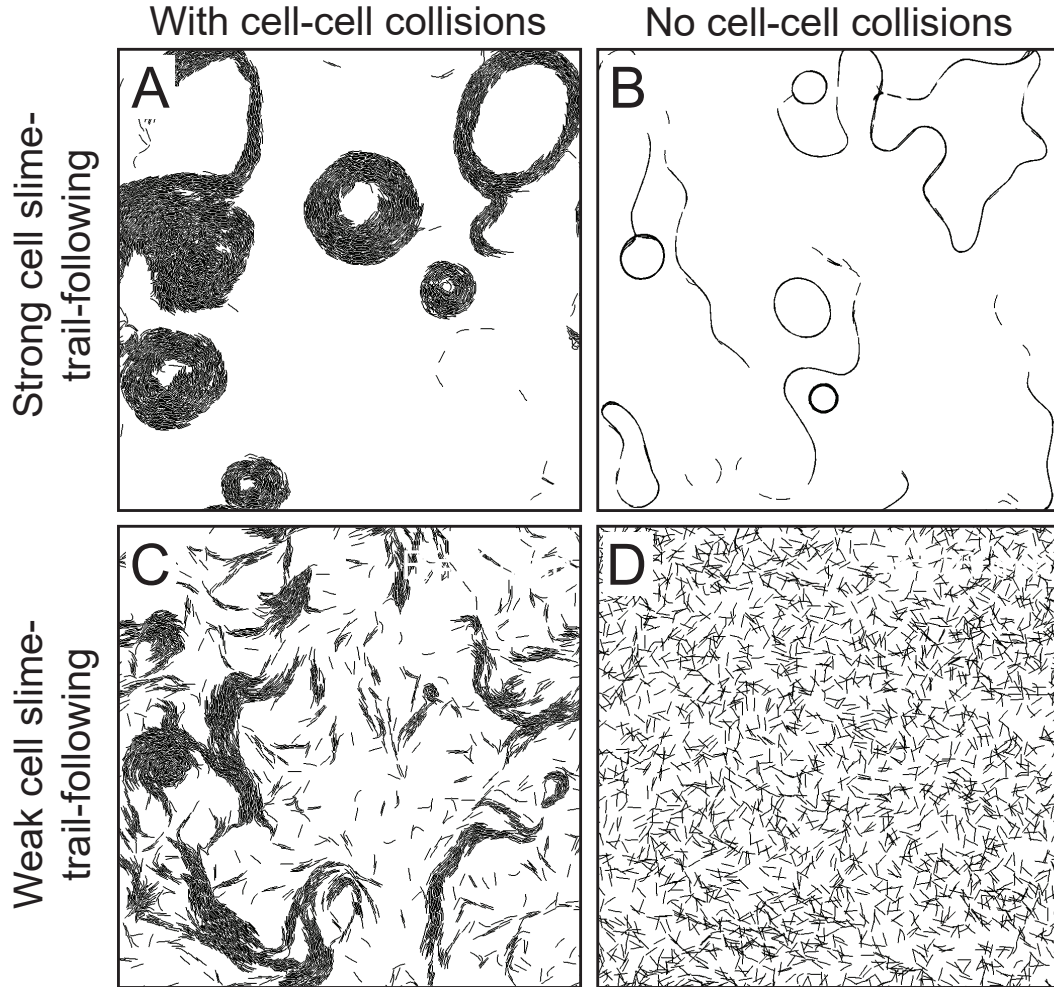 With cell-cell collisions
No cell-cell collisions
Strong cell slime-
trail-following
A
B
Weak cell slime-
trail-following
C
D